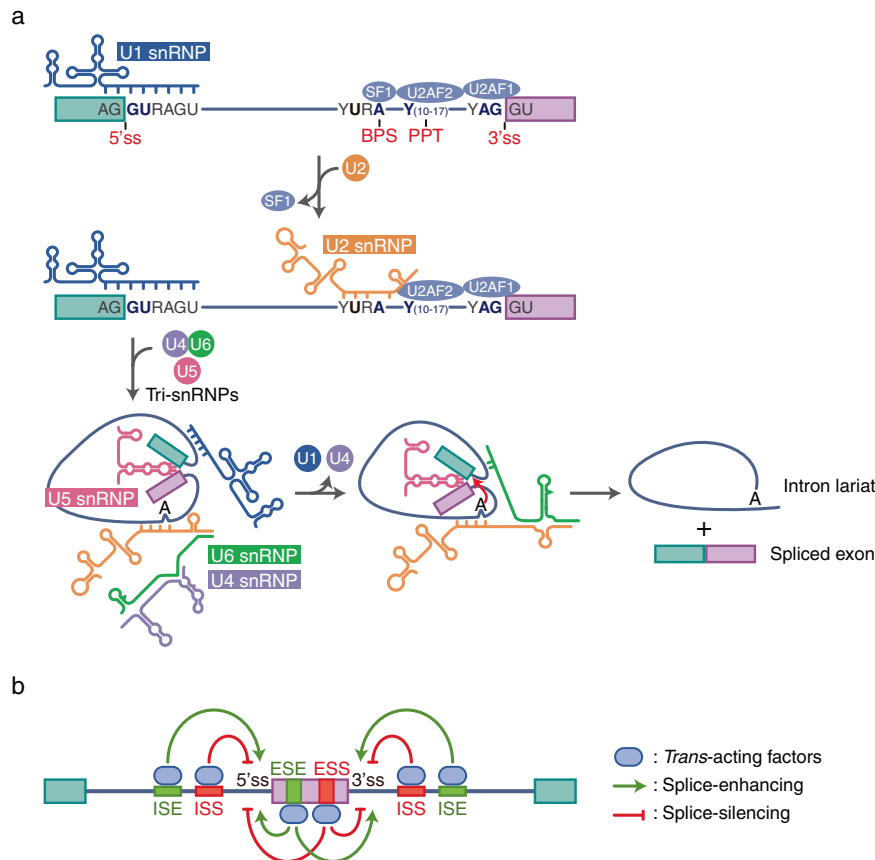 a
U1 snRNP
SF1 U2AF2 U2AF1
AG GURAGU YURA Y(10-17) YAG GU
5'ss BPS PPT 3'ss
U2
SF1
U2 snRNP
U2AF2 U2AF1
AG GURAGU YURA Y(10-17) YAG GU
U4 U6
U5
Tri-snRNPs
U1 U4
U5 snRNP
A
A
A
Intron lariat
+
U6 snRNP
Spliced exon
U4 snRNP
b
ESE ESS
5'ss 3'ss
ISE ISS ISS ISE
: Trans-acting factors
: Splice-enhancing
: Splice-silencing